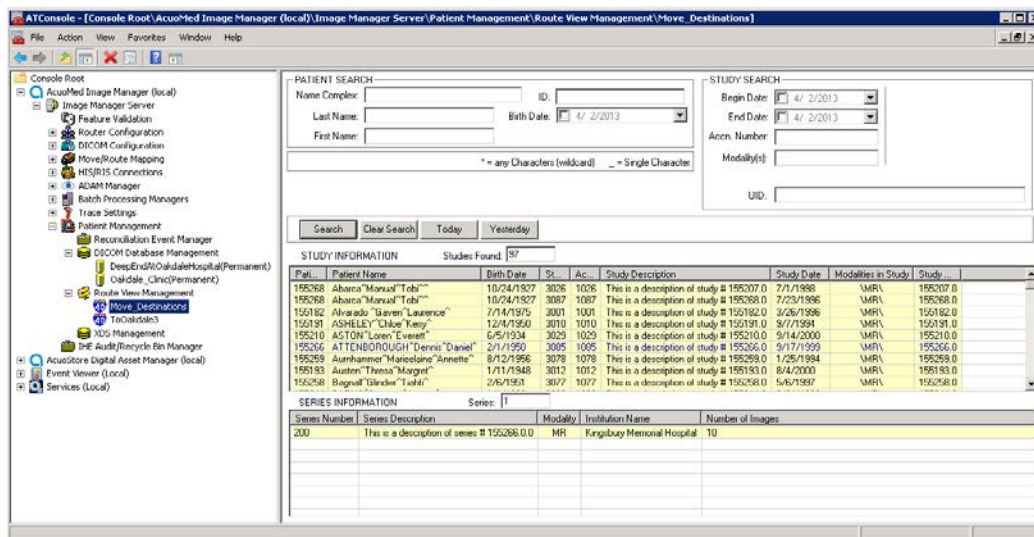 ATConsole - [Console Root\AcuoMed Image Manager (local)\Image Manager Server\Patient Management\Route View Management\Move_Destinations]
File Action View Favorites Window Help
Console Root
AcuoMed Image Manager (local)
Image Manager Server
Feature Validation
Router Configuration
DICOM Configuration
Move/Route Mapping
HIS/RIS Connections
ADAM Manager
Batch Processing Managers
Trace Settings
Patient Management
Reconciliation Event Manager
DICOM Database Management
DeepEndAtOakdaleHospital(Permanent)
Oakdale_Clinic(Permanent)
Route View Management
Move_Destinations
ToOakdale3
XDS Management
IHE Audit/Recycle Bin Manager
AcuoStore Digital Asset Manager (local)
Event Viewer (Local)
Services (Local)
PATIENT SEARCH
Name Complex:
ID:
Last Name:
Birth Date: 4/ 2/2013
First Name:
* = any Characters (wildcard) _ = Single Character
STUDY SEARCH
Begin Date: 4/ 2/2013
End Date: 4/ 2/2013
Accn. Number:
Modality(s):
UID:
Search Clear Search Today Yesterday
STUDY INFORMATION Studies Found: 97
Pati... Patient Name Birth Date St... Ac... Study Description Study Date Modalities in Study Study ...
155268 Abarca^Manual^Tobi^^ 10/24/1927 3026 1026 This is a description of study # 155207.0 7/1/1998 \MR\ 155207.0
155268 Abarca^Manual^Tobi^^ 10/24/1927 3087 1087 This is a description of study # 155268.0 7/23/1996 \MR\ 155268.0
155182 Alvarado^Gaven^Laurence^ 7/14/1975 3001 1001 This is a description of study # 155182.0 3/26/1996 \MR\ 155182.0
155191 ASHELEY^Chloe^Kerry^ 12/4/1950 3010 1010 This is a description of study # 155191.0 9/7/1994 \MR\ 155191.0
155210 ASTON^Loren^Everett^ 6/5/1934 3029 1029 This is a description of study # 155210.0 9/14/2000 \MR\ 155210.0
155266 ATTENBOROUGH^Dennis^Daniel^ 2/1/1950 3085 1085 This is a description of study # 155266.0 9/17/1999 \MR\ 155266.0
155259 Aurnhammer^Marieelaine^Annette^ 8/12/1956 3078 1078 This is a description of study # 155259.0 1/25/1994 \MR\ 155259.0
155193 Austen^Theresa^Margret^ 1/11/1948 3012 1012 This is a description of study # 155193.0 8/4/2000 \MR\ 155193.0
155258 Bagnall^Glindw^Tiahli^ 2/6/1951 3077 1077 This is a description of study # 155258.0 5/6/1997 \MR\ 155258.0
SERIES INFORMATION Series: 1
Series Number Series Description Modality Institution Name Number of Images
200 This is a description of series # 155266.0.0 MR Kingsbury Memorial Hospital 10